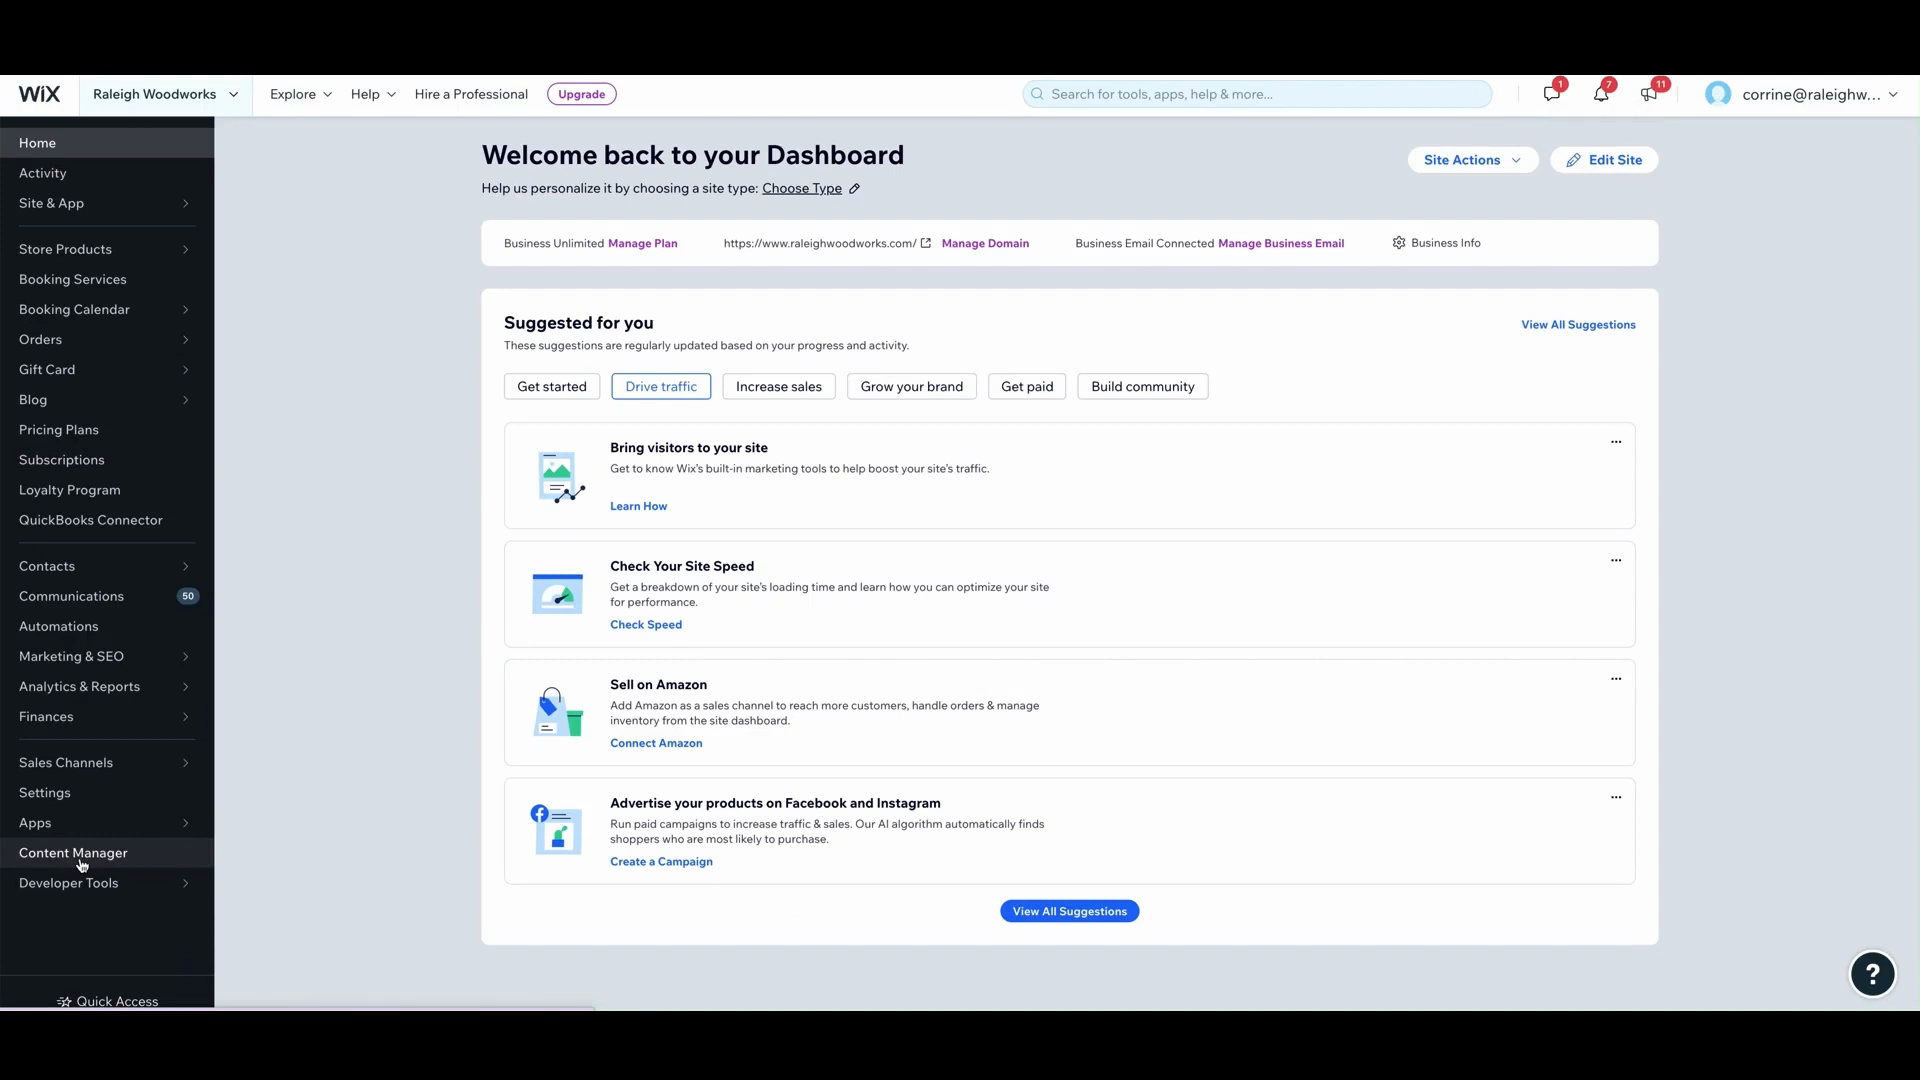 WiX
Raleigh Woodworks
Explore
Help
Hire a Professional
Upgrade
Search for tools, apps, help & more...
1
7
11
corrine@raleighw...
Home
Activity
Site & App
Store Products
Booking Services
Booking Calendar
Orders
Gift Card
Blog
Pricing Plans
Subscriptions
Loyalty Program
QuickBooks Connector
Contacts
Communications 50
Automations
Marketing & SEO
Analytics & Reports
Finances
Sales Channels
Settings
Apps
Content Manager
Developer Tools
Quick Access
Welcome back to your Dashboard
Help us personalize it by choosing a site type: Choose Type
Site Actions
Edit Site
Business Unlimited Manage Plan
https://www.raleighwoodworks.com/ Manage Domain
Business Email Connected Manage Business Email
Business Info
Suggested for you
These suggestions are regularly updated based on your progress and activity.
View All Suggestions
Get started
Drive traffic
Increase sales
Grow your brand
Get paid
Build community
Bring visitors to your site
Get to know Wix's built-in marketing tools to help boost your site's traffic.
Learn How
Check Your Site Speed
Get a breakdown of your site's loading time and learn how you can optimize your site
for performance.
Check Speed
Sell on Amazon
Add Amazon as a sales channel to reach more customers, handle orders & manage
inventory from the site dashboard.
Connect Amazon
Advertise your products on Facebook and Instagram
Run paid campaigns to increase traffic & sales. Our AI algorithm automatically finds
shoppers who are most likely to purchase.
Create a Campaign
View All Suggestions
?